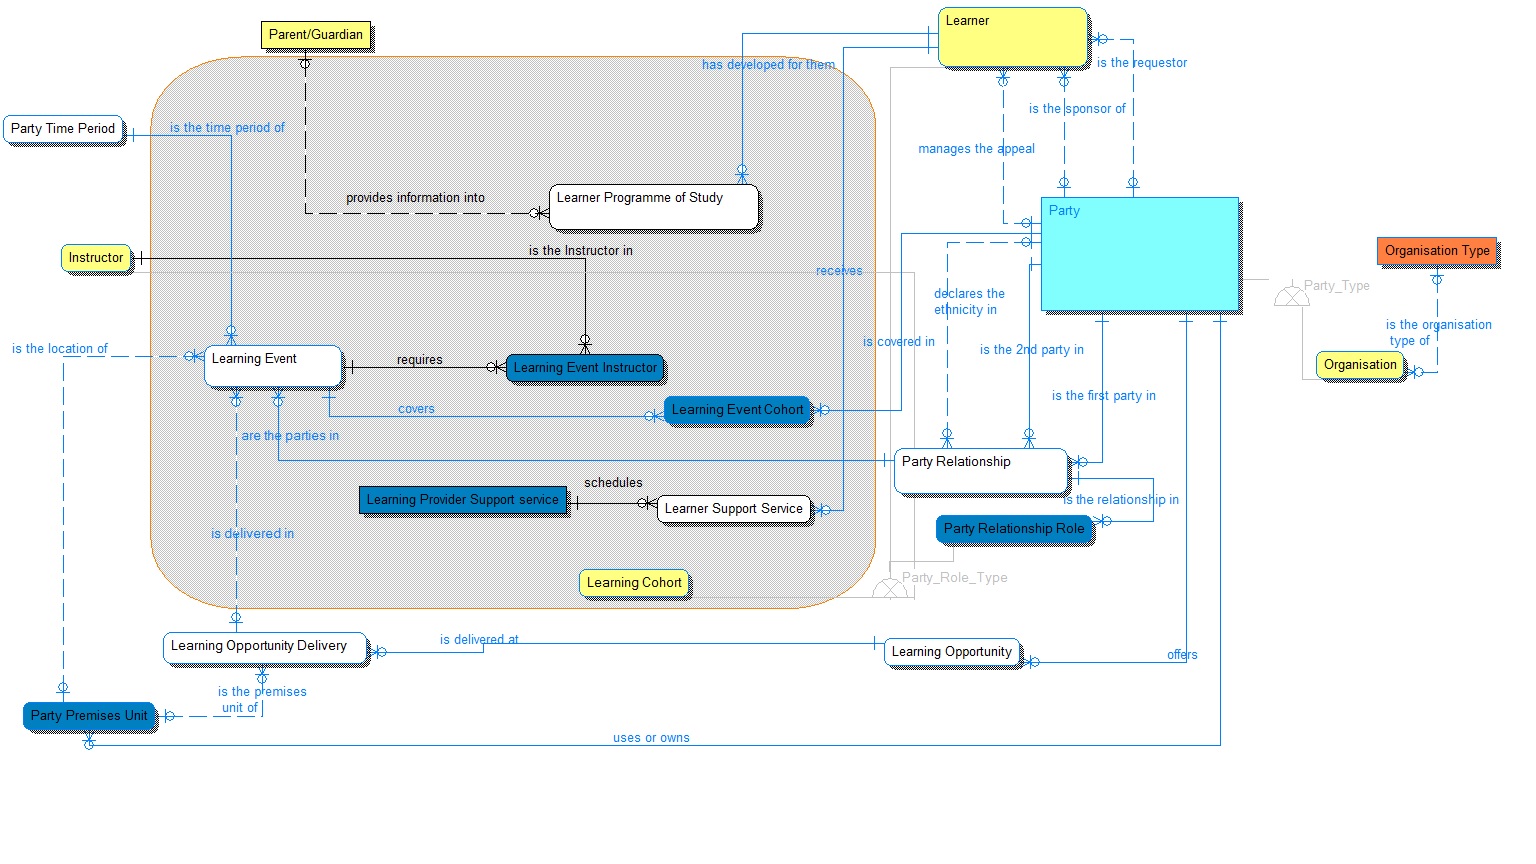 Learner
Parent/Guardian
has developed for them
is the requestor
is the sponsor of
Party Time Period
is the time period of
manages the appeal
provides information into
Learner Programme of Study
Party
is the Instructor in
Instructor
Organisation Type
receives
Party_Type
declares the
ethnicity in
is the organisation
type of
is covered in
is the 2nd party in
is the location of
Learning Event
requires
Learning Event Instructor
Organisation
is the first party in
covers
Learning Event Cohort
are the parties in
Party Relationship
schedules
Learning Provider Support service
Learner Support Service
is the relationship in
Party Relationship Role
is delivered in
Learning Cohort
Party_Role_Type
Learning Opportunity Delivery
is delivered at
Learning Opportunity
offers
is the premises
unit of
Party Premises Unit
uses or owns